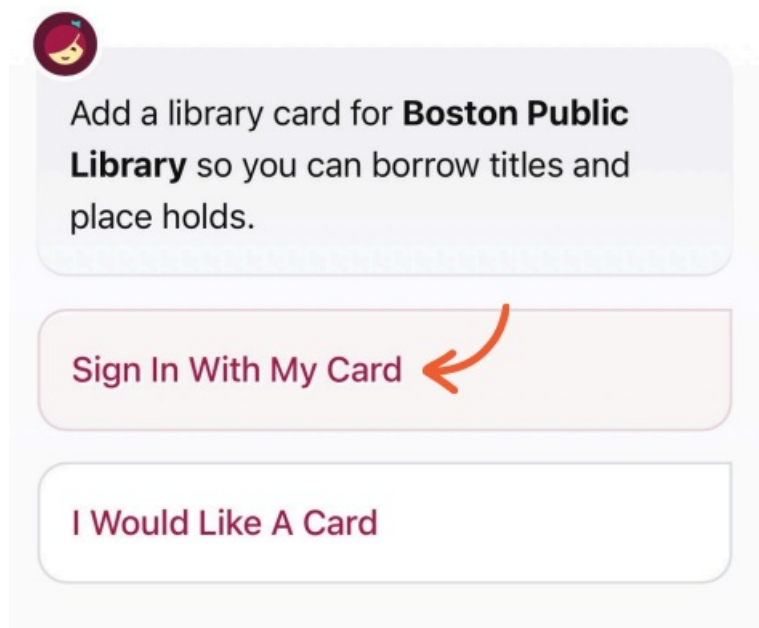 Add a library card for Boston Public
Library so you can borrow titles and
place holds.
Sign In With My Card
I Would Like A Card